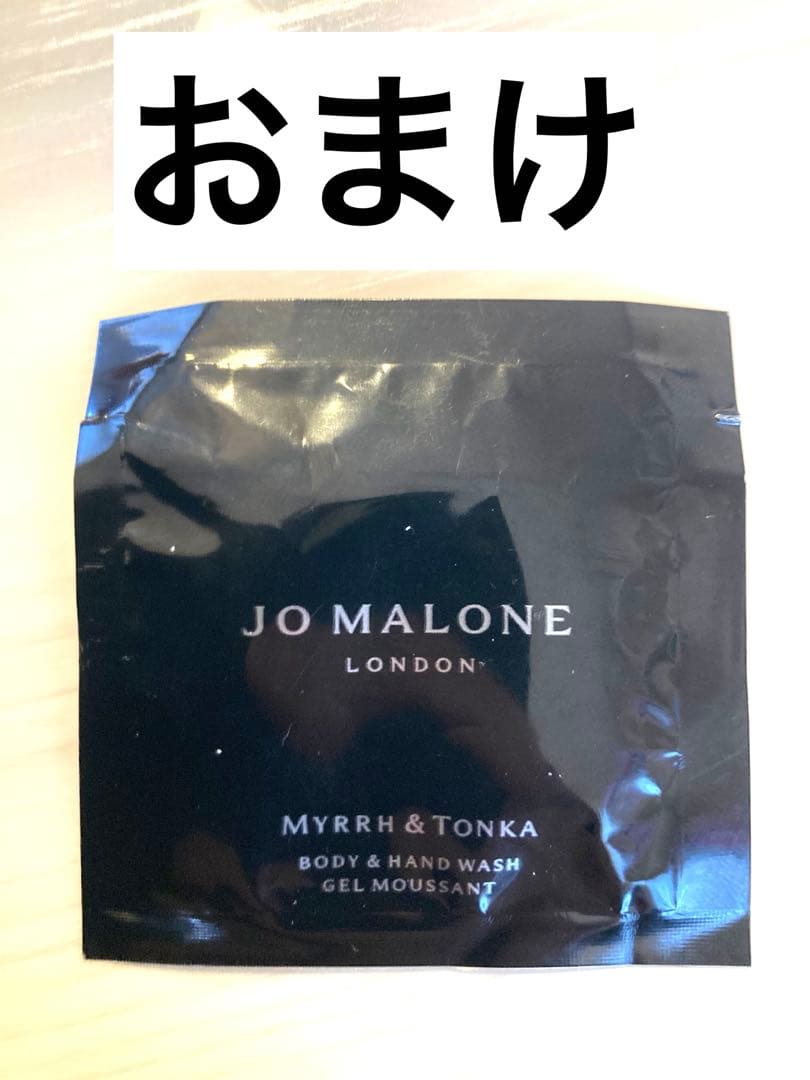 おまけ
JO MALONE
LONDON
MYRRH & TONKA
BODY & HAND WASH
GEL MOUSSANT